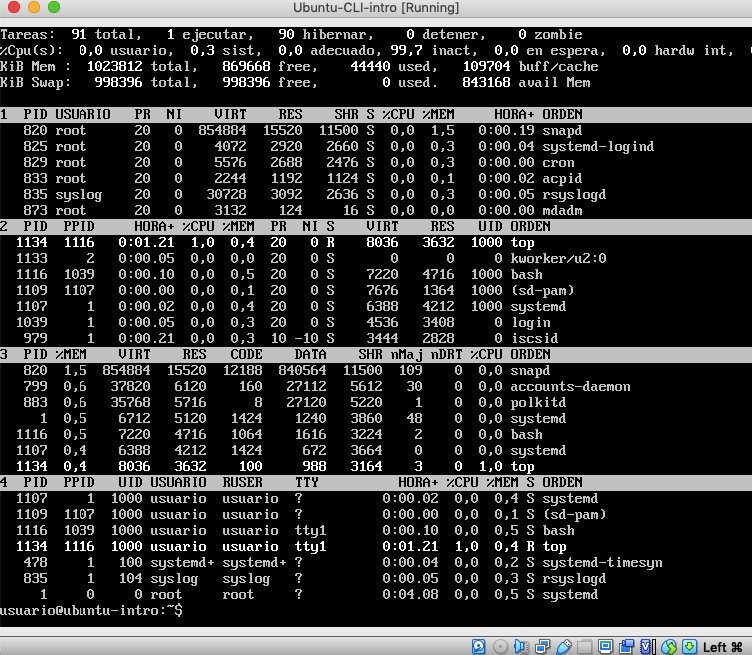 Ubuntu-CLI-intro [Running]
Tareas:  91 total,   1 ejecutar,   90 hibernar,    0 detener,    0 zombie
%Cpu(s):  0,0 usuario,  0,3 sist,  0,0 adecuado, 99,7 inact,  0,0 en espera,  0,0 hardw int,
KiB Mem :  1023812 total,   869668 free,    44440 used,   109704 buff/cache
KiB Swap:   998396 total,   998396 free,        0 used.   843168 avail Mem
1  PID USUARIO   PR  NI    VIRT    RES    SHR S %CPU %MEM     HORA+ ORDEN
820 root      20   0  854884  15520  11500 S  0,0  1,5   0:00.19 snapd
825 root      20   0    4072   2920   2660 S  0,0  0,3   0:00.04 systemd-logind
829 root      20   0    5576   2688   2476 S  0,0  0,3   0:00.00 cron
833 root      20   0    2244   1192   1124 S  0,0  0,1   0:00.02 acpid
835 syslog    20   0   30728   3092   2636 S  0,0  0,3   0:00.05 rsyslogd
873 root      20   0    3132    124     16 S  0,0  0,0   0:00.00 mdadm
2  PID  PPID     HORA+ %CPU %MEM  PR  NI S    VIRT    RES   UID ORDEN
1134  1116   0:01.21  1,0  0,4  20   0 R    8036   3632  1000 top
1133     2   0:00.05  0,0  0,0  20   0 S       0      0     0 kworker/u2:0
1116  1039   0:00.10  0,0  0,5  20   0 S    7220   4716  1000 bash
1109  1107   0:00.00  0,0  0,1  20   0 S    7676   1364  1000 (sd-pam)
1107     1   0:00.02  0,0  0,4  20   0 S    6388   4212  1000 systemd
1039     1   0:00.05  0,0  0,3  20   0 S    4536   3408     0 login
979     1   0:00.21  0,0  0,3  10 -10 S    3444   2828     0 iscsid
3  PID %MEM    VIRT    RES   CODE    DATA    SHR nMaj nDRT %CPU ORDEN
820  1,5  854884  15520  12188  840564  11500  109    0  0,0 snapd
799  0,6   37820   6120    160   27112   5612   30    0  0,0 accounts-daemon
883  0,6   35768   5716      8   27120   5220    1    0  0,0 polkitd
1  0,5    6712   5120   1424    1240   3860   48    0  0,0 systemd
1116  0,5    7220   4716   1064    1616   3224    2    0  0,0 bash
1107  0,4    6388   4212   1424     672   3664    0    0  0,0 systemd
1134  0,4    8036   3632    100     988   3164    3    0  1,0 top
4  PID  PPID   UID USUARIO  RUSER    TTY          HORA+ %CPU %MEM S ORDEN
1107     1  1000 usuario  usuario  ?          0:00.02  0,0  0,4 S systemd
1109  1107  1000 usuario  usuario  ?          0:00.00  0,0  0,1 S (sd-pam)
1116  1039  1000 usuario  usuario  tty1       0:00.10  0,0  0,5 S bash
1134  1116  1000 usuario  usuario  tty1       0:01.21  1,0  0,4 R top
478     1   100 systemd+ systemd+ ?          0:00.04  0,0  0,2 S systemd-timesyn
835     1   104 syslog   syslog   ?          0:00.05  0,0  0,3 S rsyslogd
1     0     0 root     root     ?          0:04.08  0,0  0,5 S systemd
usuario@ubuntu-intro:~$
Left ⌘